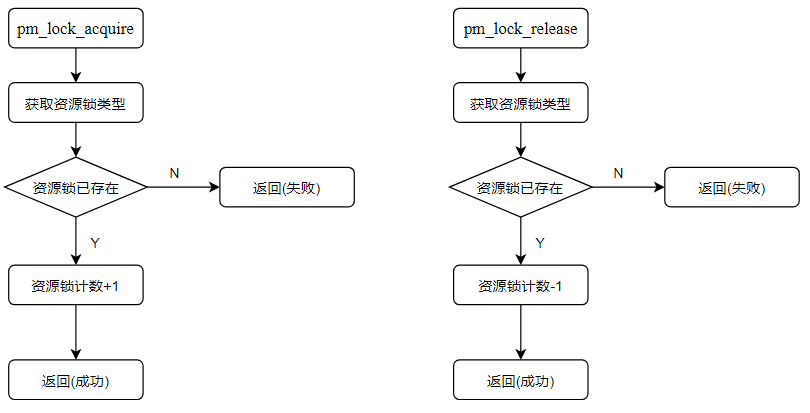 pm_lock_acquire
获取资源锁类型
资源锁已存在
N
返回(失败)
Y
资源锁计数+1
返回(成功)
pm_lock_release
获取资源锁类型
资源锁已存在
N
返回(失败)
Y
资源锁计数-1
返回(成功)